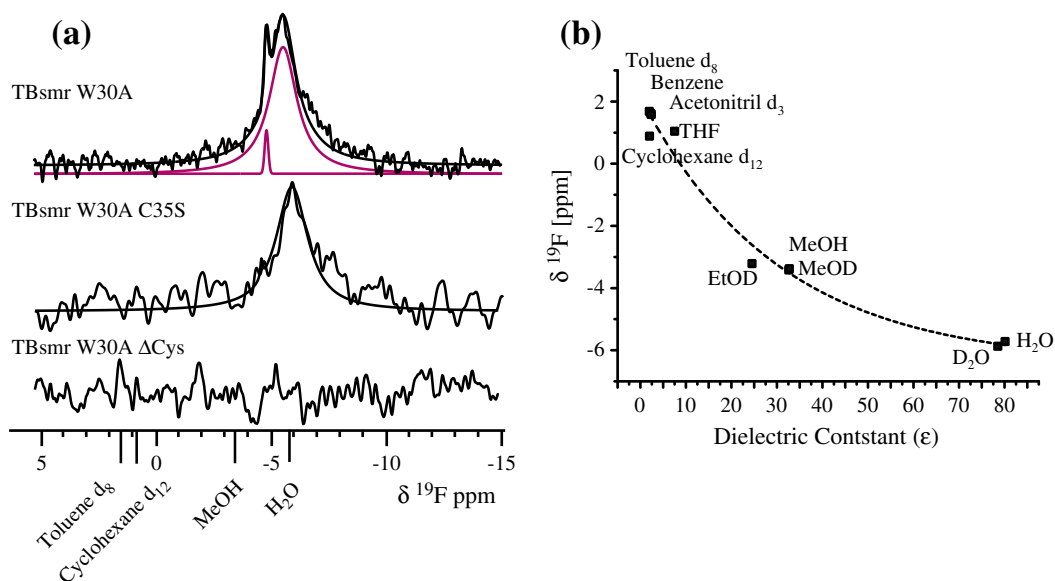 (a)
TBsmr W30A
TBsmr W30A C35S
TBsmr W30A ΔCys
5 0 -5 -10 -15
Toluene d₈
Cyclohexane d₁₂
MeOH
H₂O
δ ¹⁹F ppm
(b)
Toluene d₈
Benzene
Acetonitril d₃
THF
Cyclohexane d₁₂
MeOH
MeOD
EtOD
H₂O
D₂O
2
0
-2
-4
-6
δ ¹⁹F [ppm]
0 10 20 30 40 50 60 70 80
Dielectric Contstant (ε)